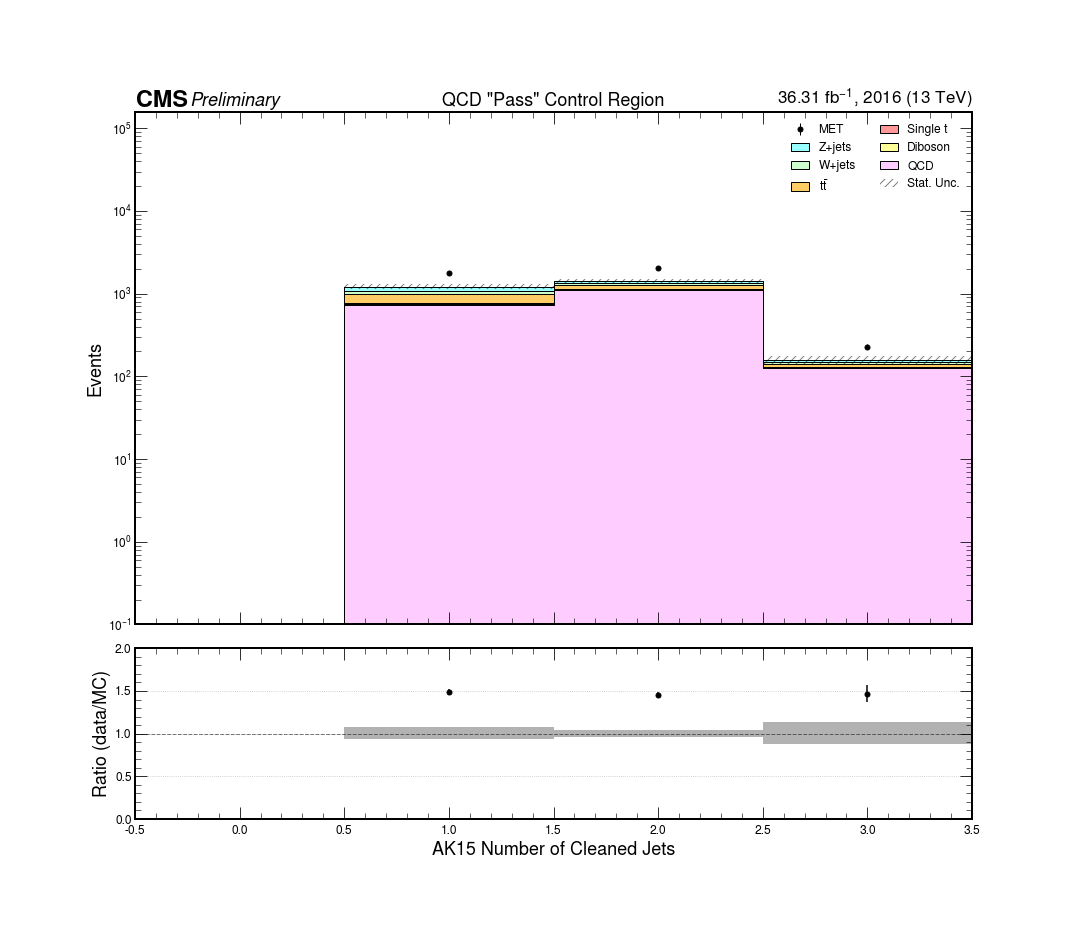 CMS Preliminary QCD "Pass" Control Region 36.31 fb⁻¹, 2016 (13 TeV)
MET Single t
Z+jets Diboson
W+jets QCD
tt̄ Stat. Unc.
10⁵
10⁴
10³
10²
10¹
10⁰
10⁻¹
Events
2.0
1.5
1.0
0.5
0.0
Ratio (data/MC)
-0.5 0.0 0.5 1.0 1.5 2.0 2.5 3.0 3.5
AK15 Number of Cleaned Jets